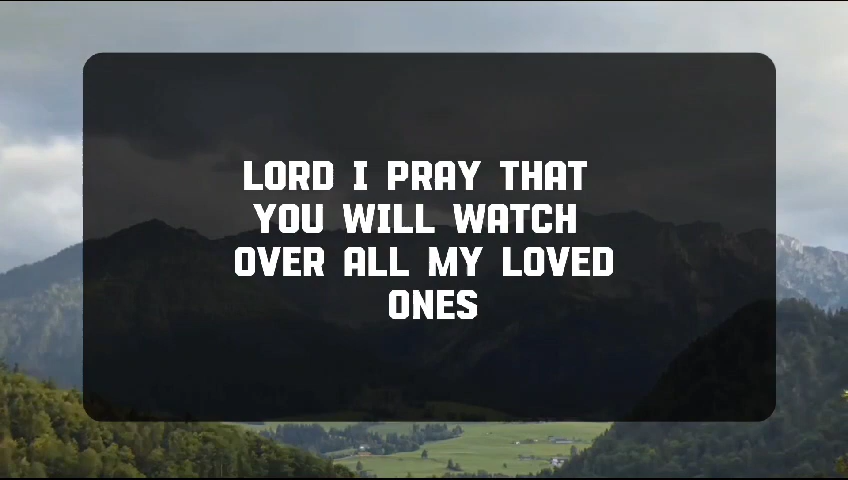 LORD I PRAY THAT
YOU WILL WATCH
OVER ALL MY LOVED
ONES